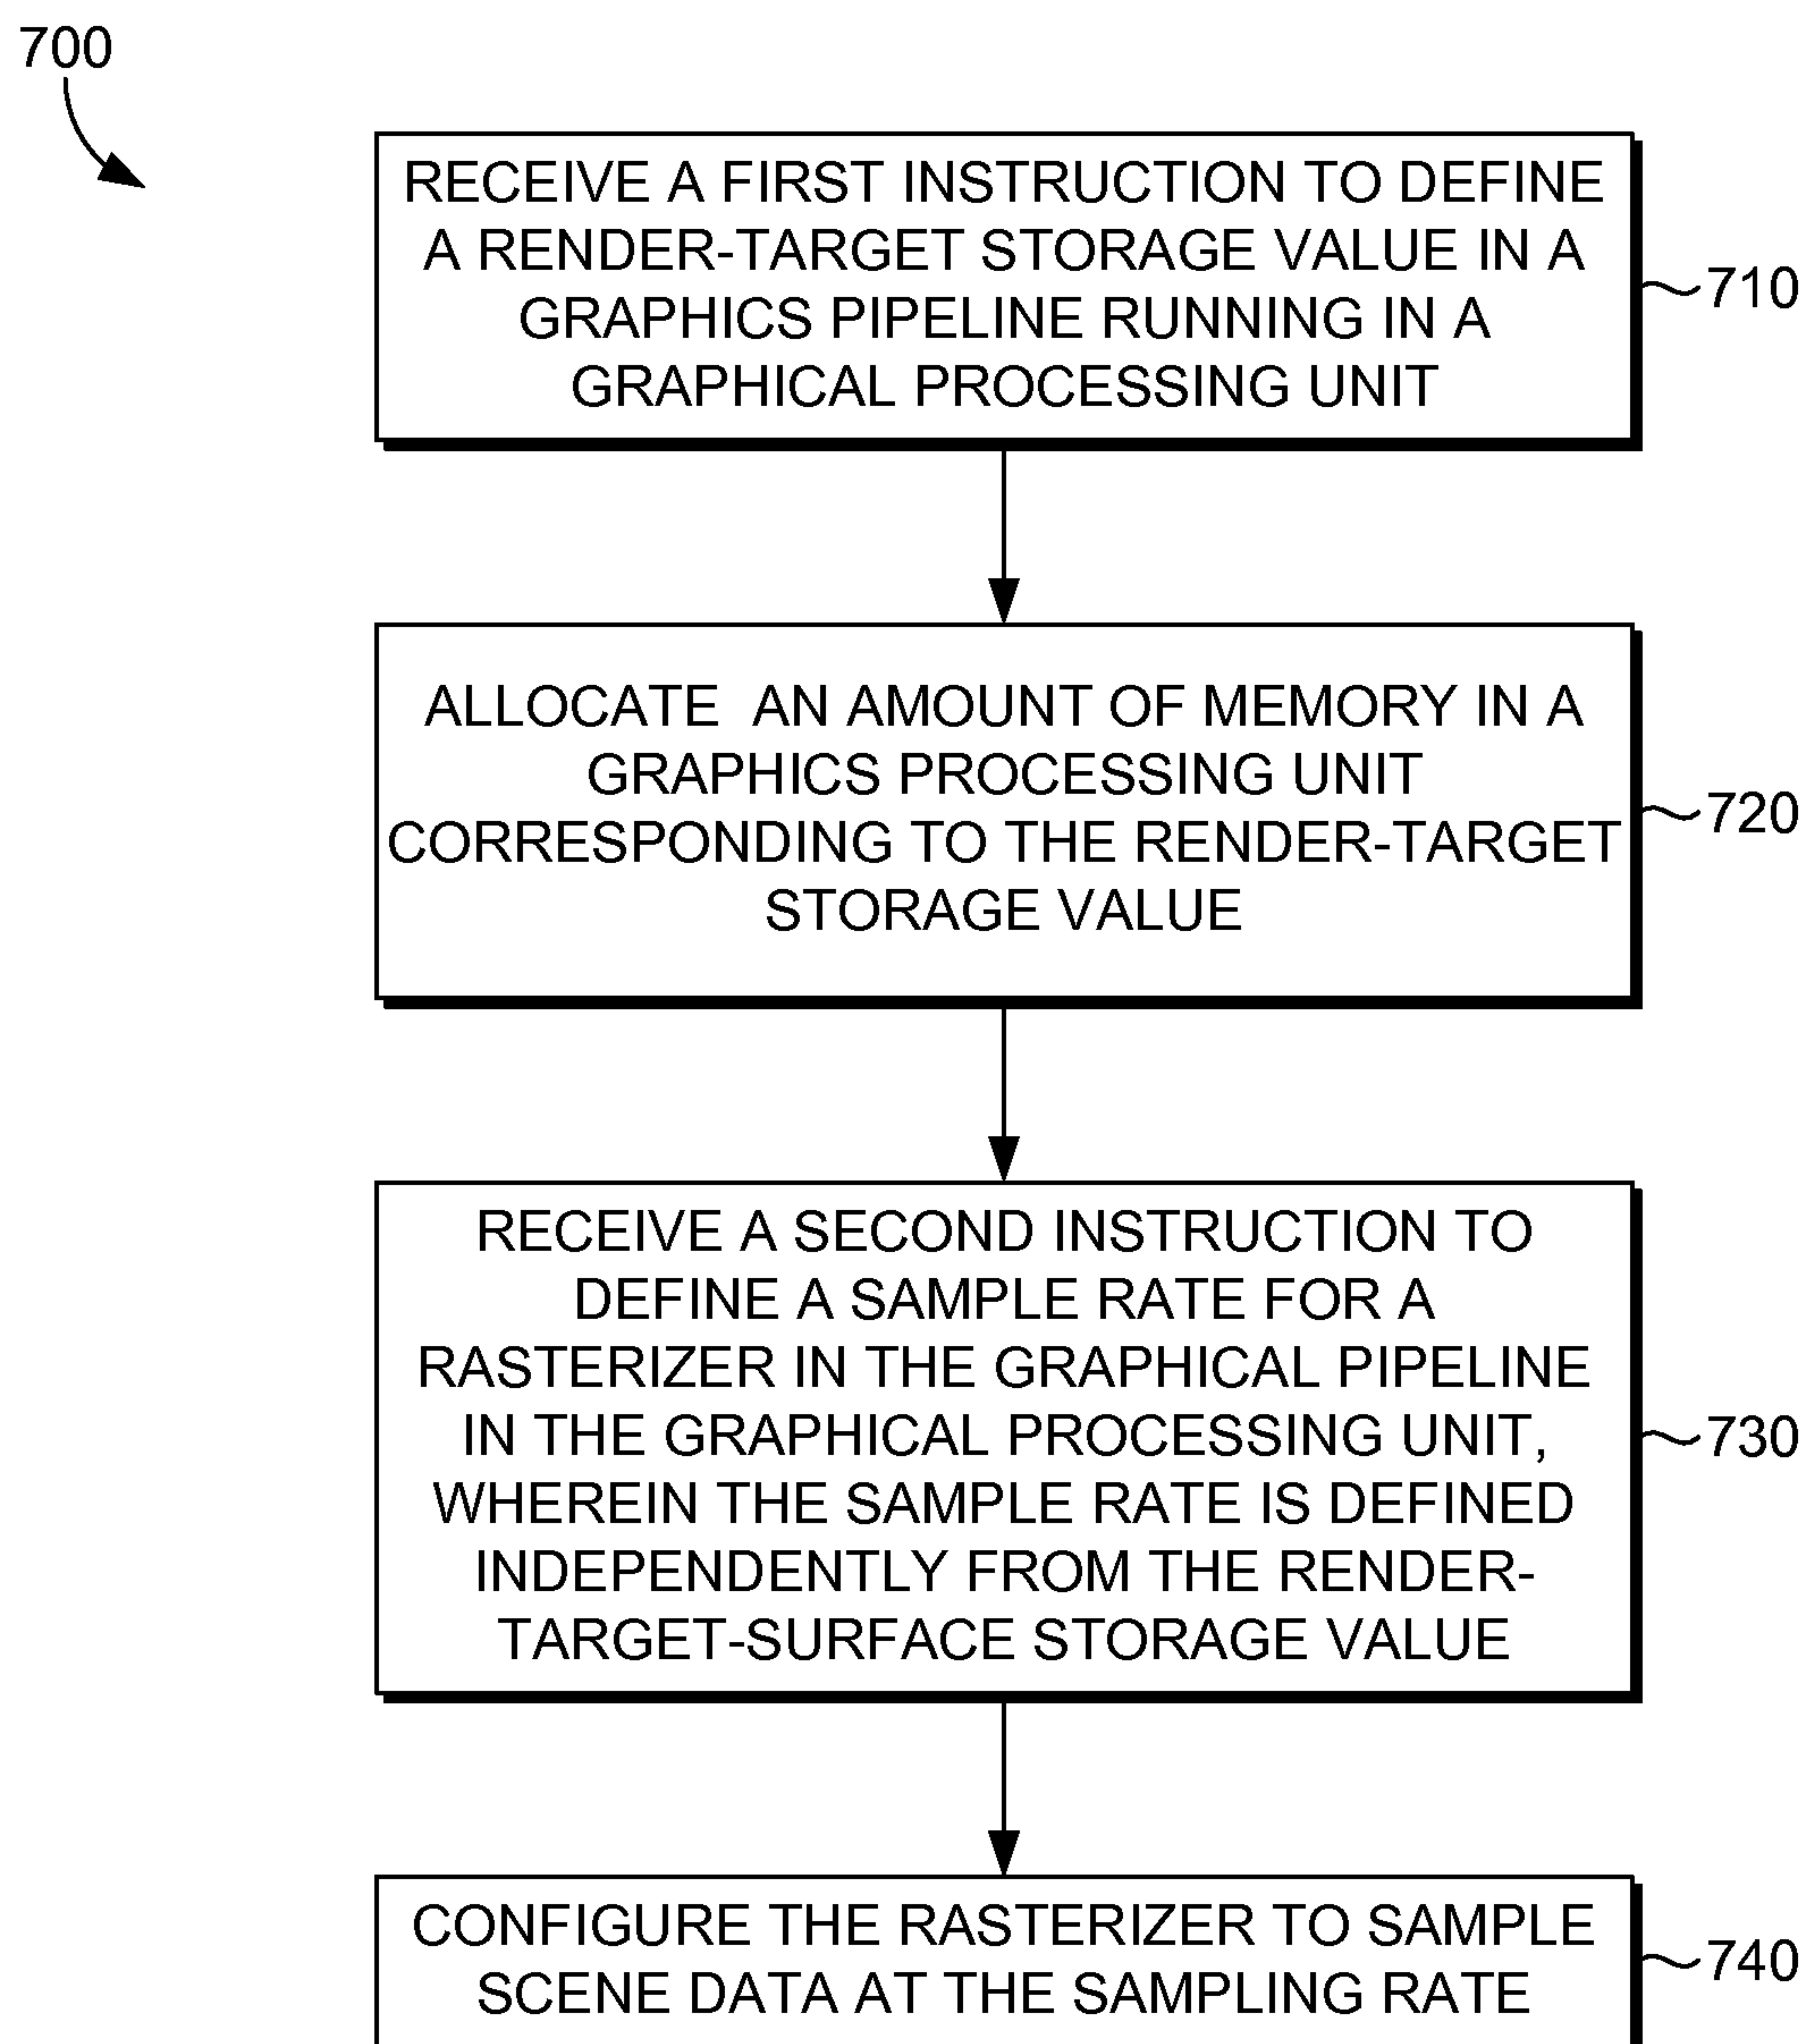 700
RECEIVE A FIRST INSTRUCTION TO DEFINE
A RENDER-TARGET STORAGE VALUE IN A
GRAPHICS PIPELINE RUNNING IN A
GRAPHICAL PROCESSING UNIT
710
ALLOCATE AN AMOUNT OF MEMORY IN A
GRAPHICS PROCESSING UNIT
CORRESPONDING TO THE RENDER-TARGET
STORAGE VALUE
720
RECEIVE A SECOND INSTRUCTION TO
DEFINE A SAMPLE RATE FOR A
RASTERIZER IN THE GRAPHICAL PIPELINE
IN THE GRAPHICAL PROCESSING UNIT,
WHEREIN THE SAMPLE RATE IS DEFINED
INDEPENDENTLY FROM THE RENDER-
TARGET-SURFACE STORAGE VALUE
730
CONFIGURE THE RASTERIZER TO SAMPLE
SCENE DATA AT THE SAMPLING RATE
740